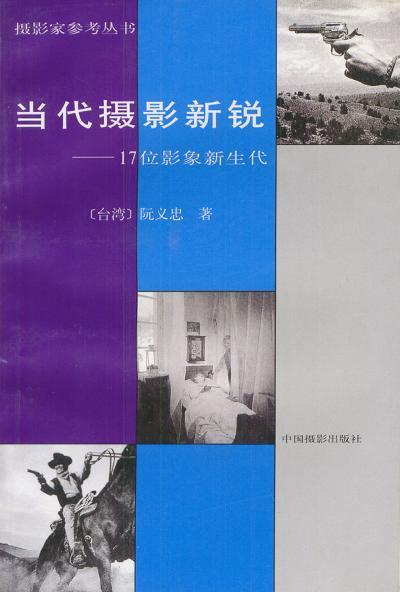 摄影家参考丛书
当代摄影新锐
——17位影象新生代
〔台湾〕阮义忠 著
中国摄影出版社